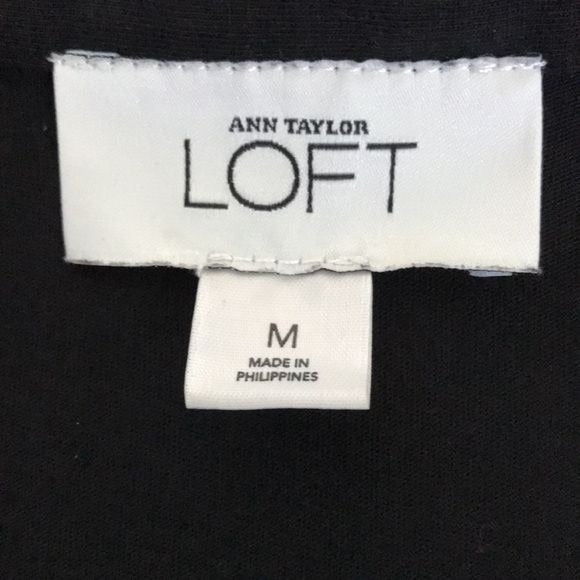 ANN TAYLOR
LOFT
M
MADE IN
PHILIPPINES